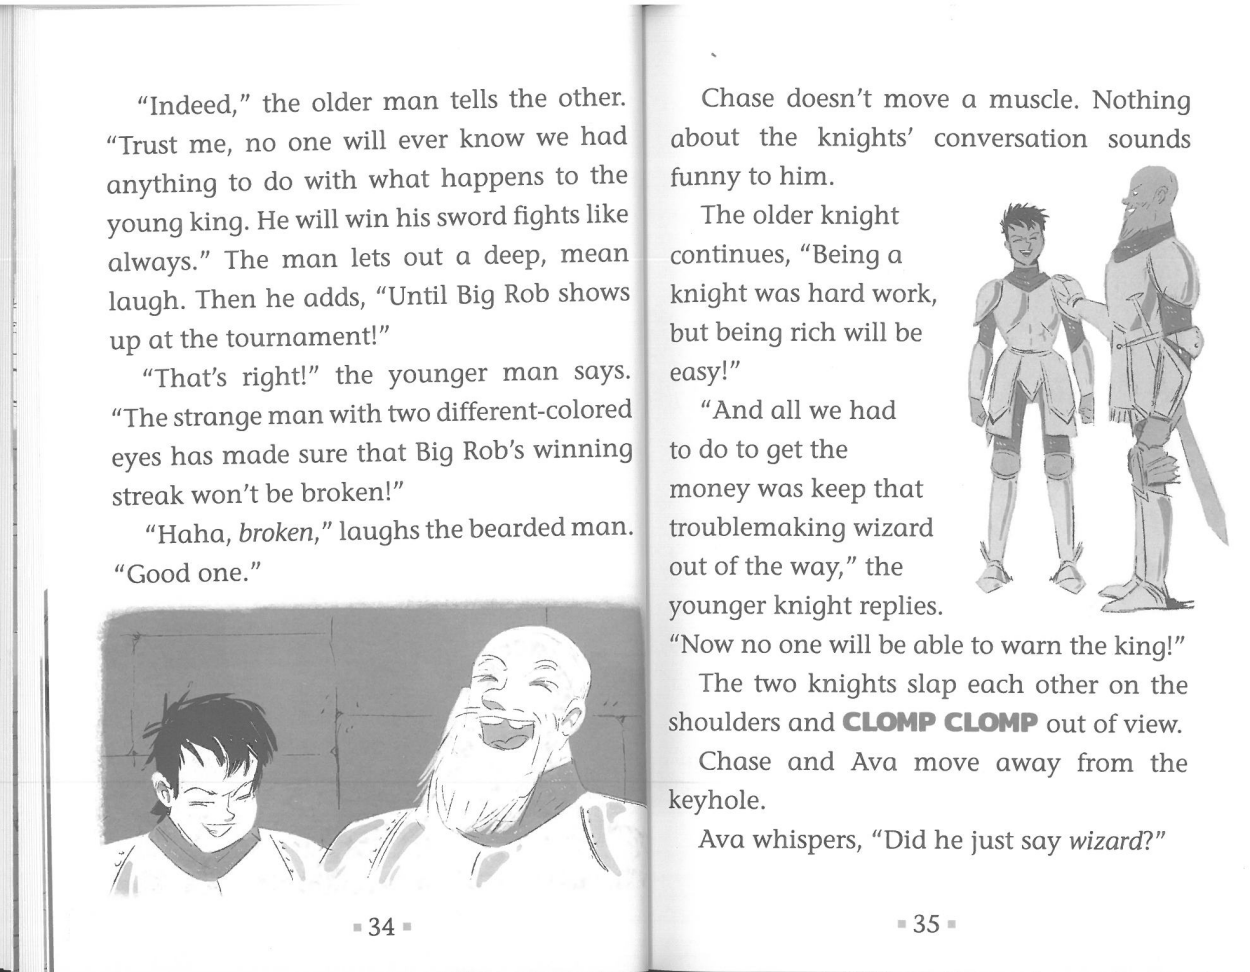 “Indeed,” the older man tells the other.
“Trust me, no one will ever know we had
anything to do with what happens to the
young king. He will win his sword fights like
always.” The man lets out a deep, mean
laugh. Then he adds, “Until Big Rob shows
up at the tournament!”
“That’s right!” the younger man says.
“The strange man with two different-colored
eyes has made sure that Big Rob’s winning
streak won’t be broken!”
“Haha, broken,” laughs the bearded man.
“Good one.”
34
Chase doesn’t move a muscle. Nothing
about the knights’ conversation sounds
funny to him.
The older knight
continues, “Being a
knight was hard work,
but being rich will be
easy!”
“And all we had
to do to get the
money was keep that
troublemaking wizard
out of the way,” the
younger knight replies.
“Now no one will be able to warn the king!”
The two knights slap each other on the
shoulders and CLOMP CLOMP out of view.
Chase and Ava move away from the
keyhole.
Ava whispers, “Did he just say wizard?”
35